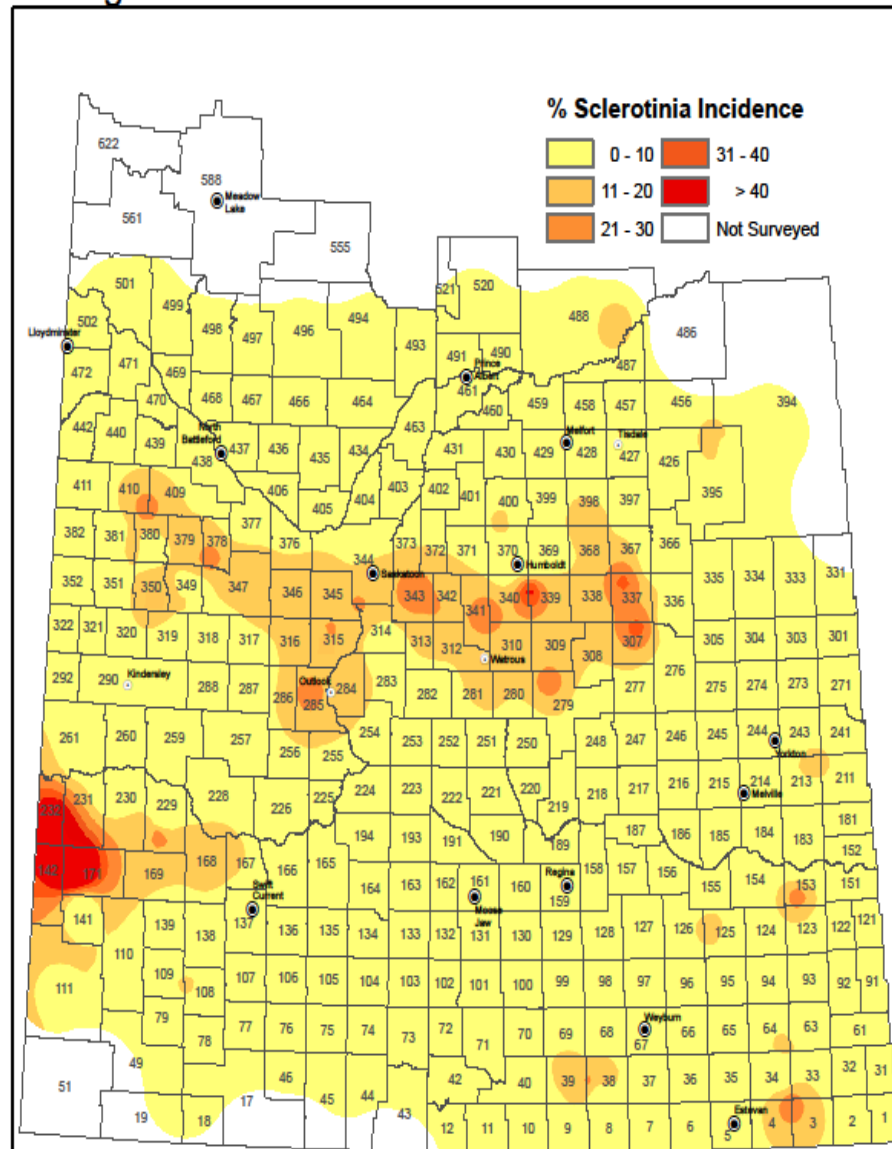 % Sclerotinia Incidence
0 - 10 31 - 40
11 - 20 > 40
21 - 30 Not Surveyed
622
588
Meadow
Lake
561
555
501
521 520
499
488
502
498 497 496 494
486
Lloydminster
493
491 490
487
Prince
Albert
472 471 469
461
470 468 467 466 464
460 459 458 457 456 394
442 440
North
Battleford
463
Melfort Tisdale
439 438 437 436 435 434 431 430 429 428 427 426
411 410 409 406 405 404 403 402 401 400 399 398 397 395
377
382 381 380 379 378 376 344 373 372 371 370 369 368 367 366
Humboldt
Saskatoon
335 334 333 331
352 351 350 349 347 346 345 343 342 341 340 339 338 337 336
322 321 320 319 318 317 316 315 314 313 312 310 309 308 307 305 304 303 301
Watrous
292 290 Kindersley 288 287 286 285 Outlook 284 283 282 281 280 279 277 276 275 274 273 271
261 260 259 257 256 255 254 253 252 251 250 248 247 246 245 244 243 241
Yorkton
232 231 230 229 228 226 225 224 223 222 221 220 219 218 217 216 215 214 213 211
Melville
194 193 191 190 189 187 186 185 184 183 181
142 171 169 168 167 166 165 164 163 162 161 160 159 158 157 156 155 154 153 152 151
Regina
Swift
Current
Moose
Jaw
141 139 138 137 136 135 134 133 132 131 130 129 128 127 126 125 124 123 122 121
111 110 109 108 107 106 105 104 103 102 101 100 99 98 97 96 95 94 93 92 91
Weyburn
79 78 77 76 75 74 73 72 71 70 69 68 67 66 65 64 63 61
51 49 46 45 44 43 42 40 39 38 37 36 35 34 33 32 31
Estevan
19 18 17 12 11 10 9 8 7 6 5 4 3 2 1